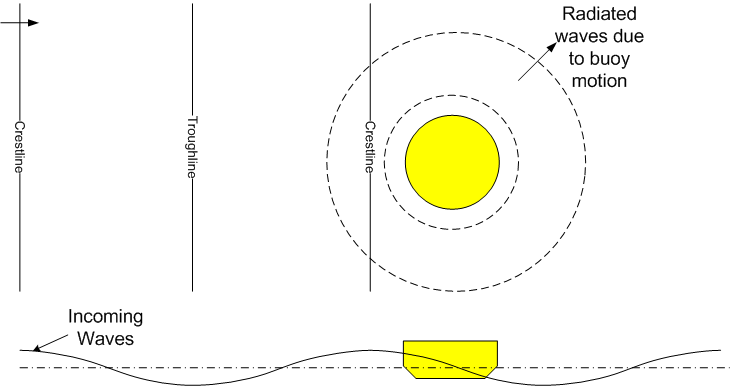 Radiated
waves due
to buoy
motion
Crestline
Troughline
Crestline
Incoming
Waves